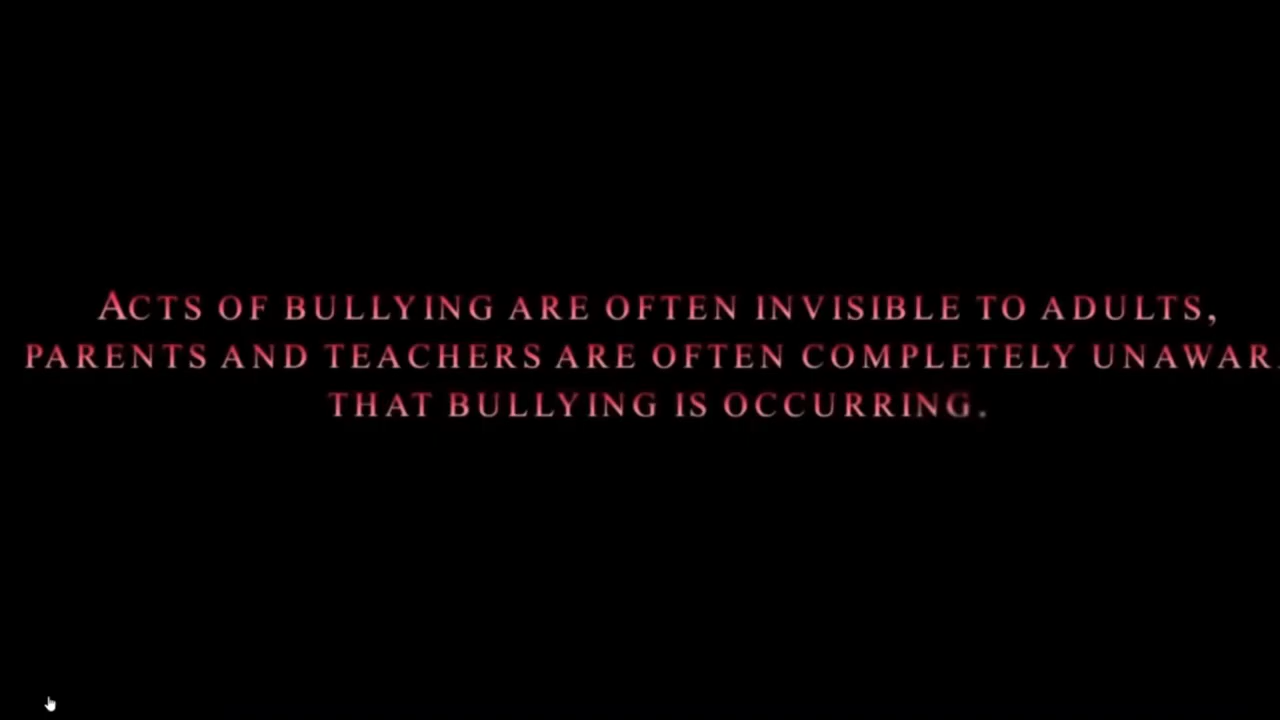 ACTS OF BULLYING ARE OFTEN INVISIBLE TO ADULTS,
PARENTS AND TEACHERS ARE OFTEN COMPLETELY UNAWAR
THAT BULLYING IS OCCURRING.